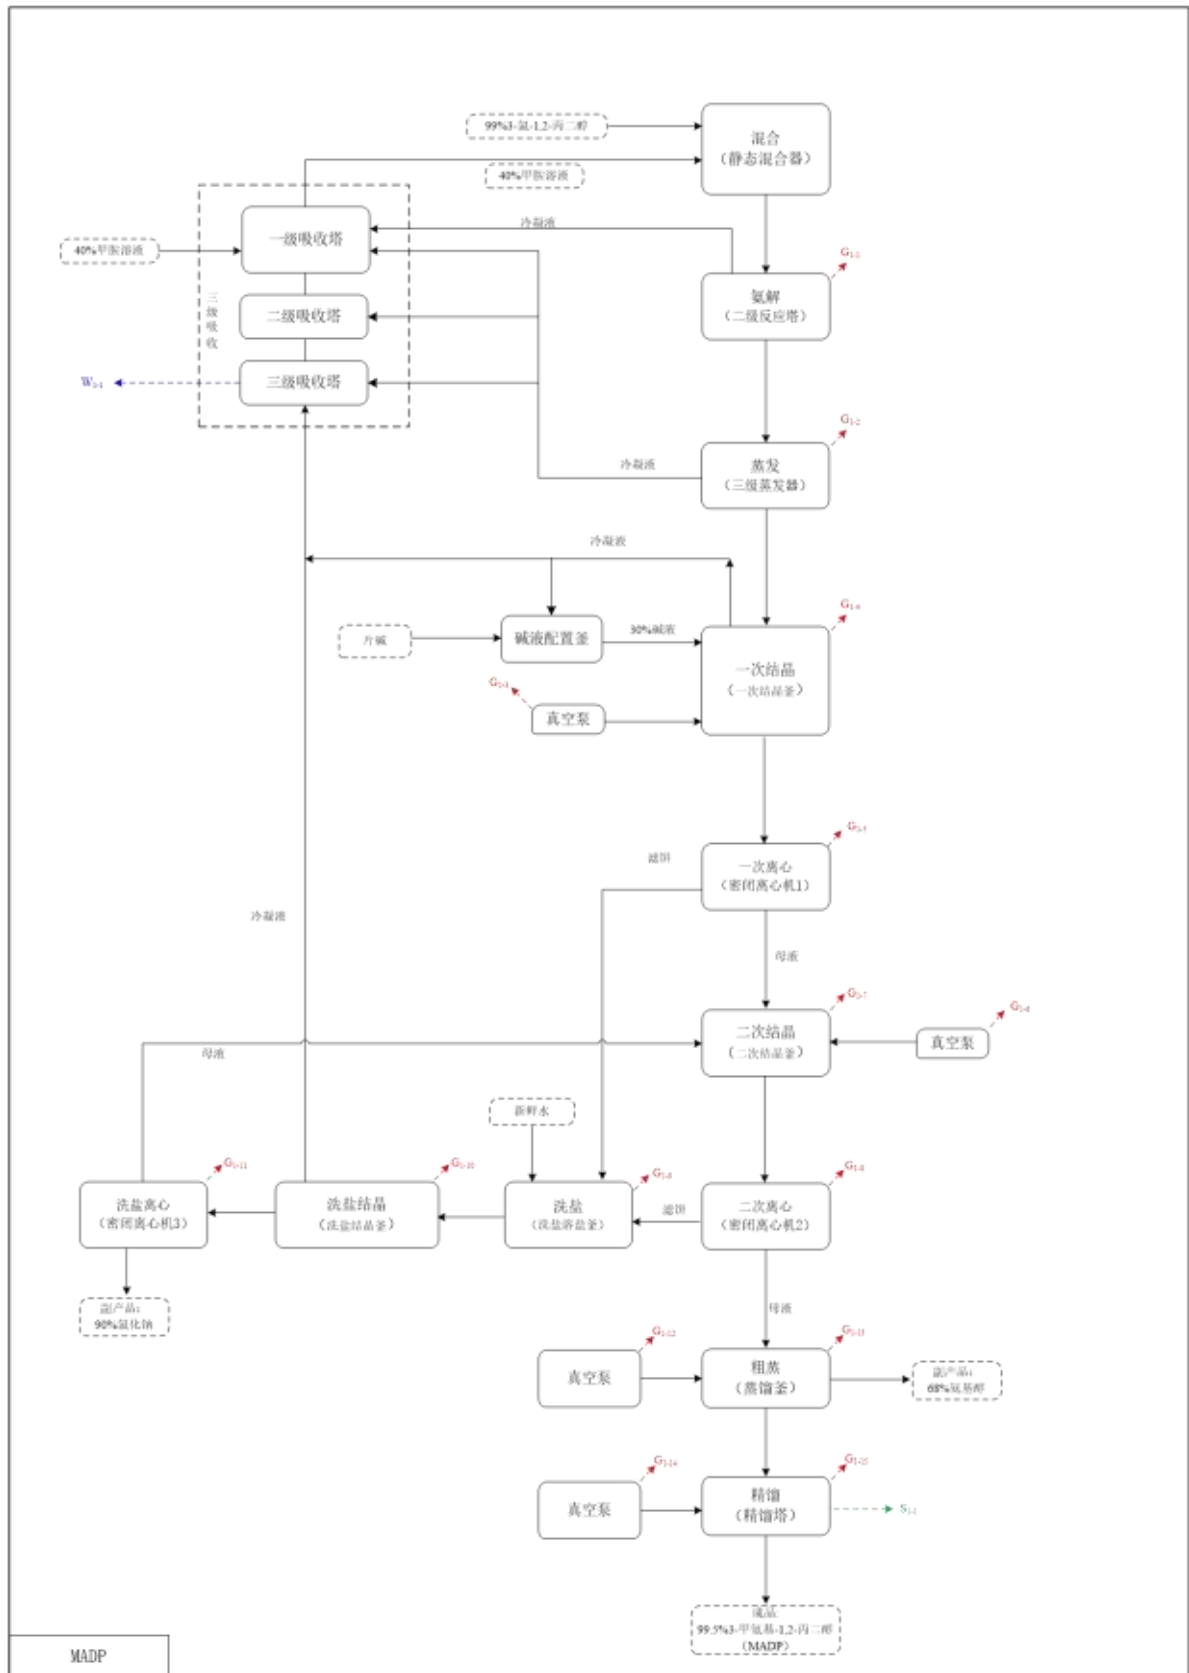 99%3-氯-1,2-丙二醇
混合
（静态混合器）
40%甲胺溶液
冷凝液
一级吸收塔
40%甲胺溶液
G1-1
氨解
（二级反应塔）
三级吸收
二级吸收塔
三级吸收塔
W1-1
G1-2
冷凝液
蒸发
（三级蒸发器）
冷凝液
G1-4
片碱
碱液配置釜
30%碱液
一次结晶
（一次结晶釜）
G1-3
真空泵
G1-5
滤饼
一次离心
（密闭离心机1）
冷凝液
母液
G1-7
G1-6
二次结晶
（二次结晶釜）
真空泵
母液
新鲜水
G1-11
G1-10
G1-9
G1-8
洗盐离心
（密闭离心机3）
洗盐结晶
（洗盐结晶釜）
洗盐
（洗盐溶盐釜）
滤饼
二次离心
（密闭离心机2）
副产品：
90%氯化钠
母液
G1-12
G1-13
真空泵
粗蒸
（蒸馏釜）
副产品：
68%氨基醇
G1-14
G1-15
真空泵
精馏
（精馏塔）
S1-1
成品:
99.5%3-甲氨基-1,2-丙二醇
（MADP）
MADP